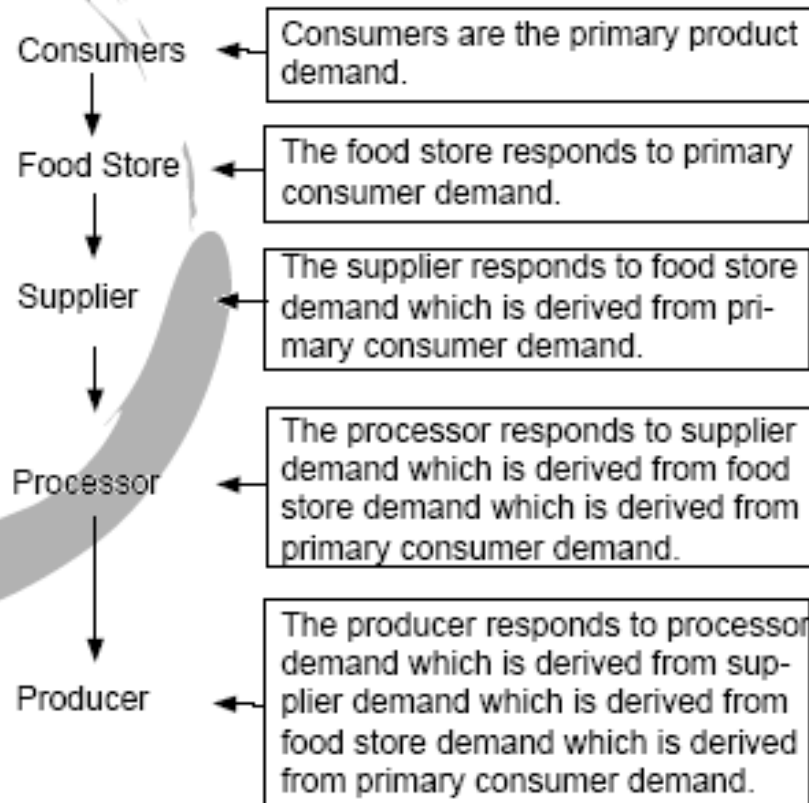 Consumers
Consumers are the primary product
demand.
Food Store
The food store responds to primary
consumer demand.
Supplier
The supplier responds to food store
demand which is derived from pri-
mary consumer demand.
Processor
The processor responds to supplier
demand which is derived from food
store demand which is derived from
primary consumer demand.
Producer
The producer responds to processor
demand which is derived from sup-
plier demand which is derived from
food store demand which is derived
from primary consumer demand.